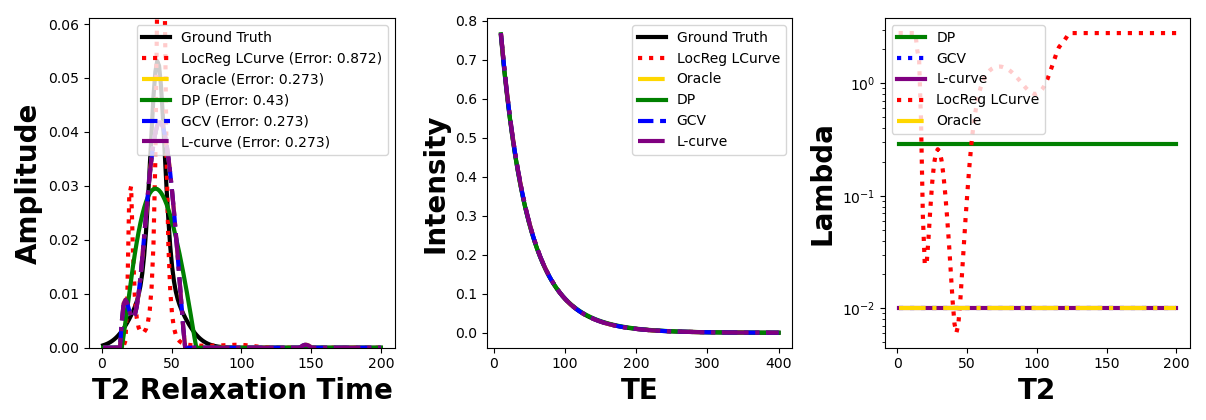 Amplitude
0.06
0.05
0.04
0.03
0.02
0.01
0.00
Ground Truth
LocReg LCurve (Error: 0.872)
Oracle (Error: 0.273)
DP (Error: 0.43)
GCV (Error: 0.273)
L-curve (Error: 0.273)
0 50 100 150 200
T2 Relaxation Time
Intensity
0.8
0.7
0.6
0.5
0.4
0.3
0.2
0.1
0.0
Ground Truth
LocReg LCurve
Oracle
DP
GCV
L-curve
0 100 200 300 400
TE
Lambda
10⁰
10⁻¹
10⁻²
DP
GCV
L-curve
LocReg LCurve
Oracle
0 50 100 150 200
T2